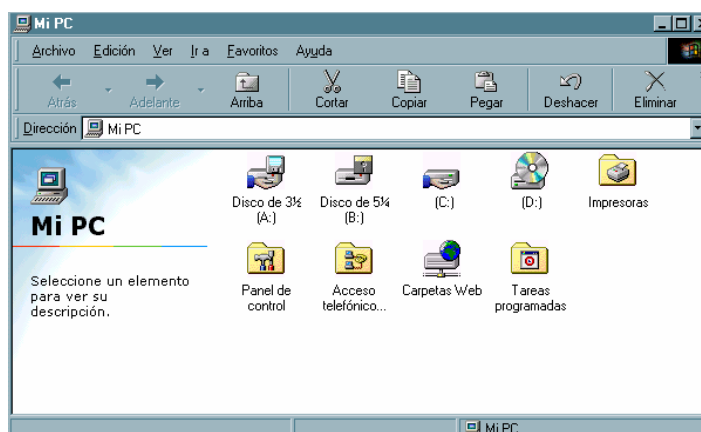 Mi PC
Archivo Edición Ver Ir a Favoritos Ayuda
Atrás Adelante Arriba Cortar Copiar Pegar Deshacer Eliminar
Dirección Mi PC
Mi PC
Seleccione un elemento
para ver su
descripción.
Disco de 3½ Disco de 5¼ (C:) (D:) Impresoras
(A:) (B:)
Panel de Acceso Carpetas Web Tareas
control telefónico... programadas
Mi PC